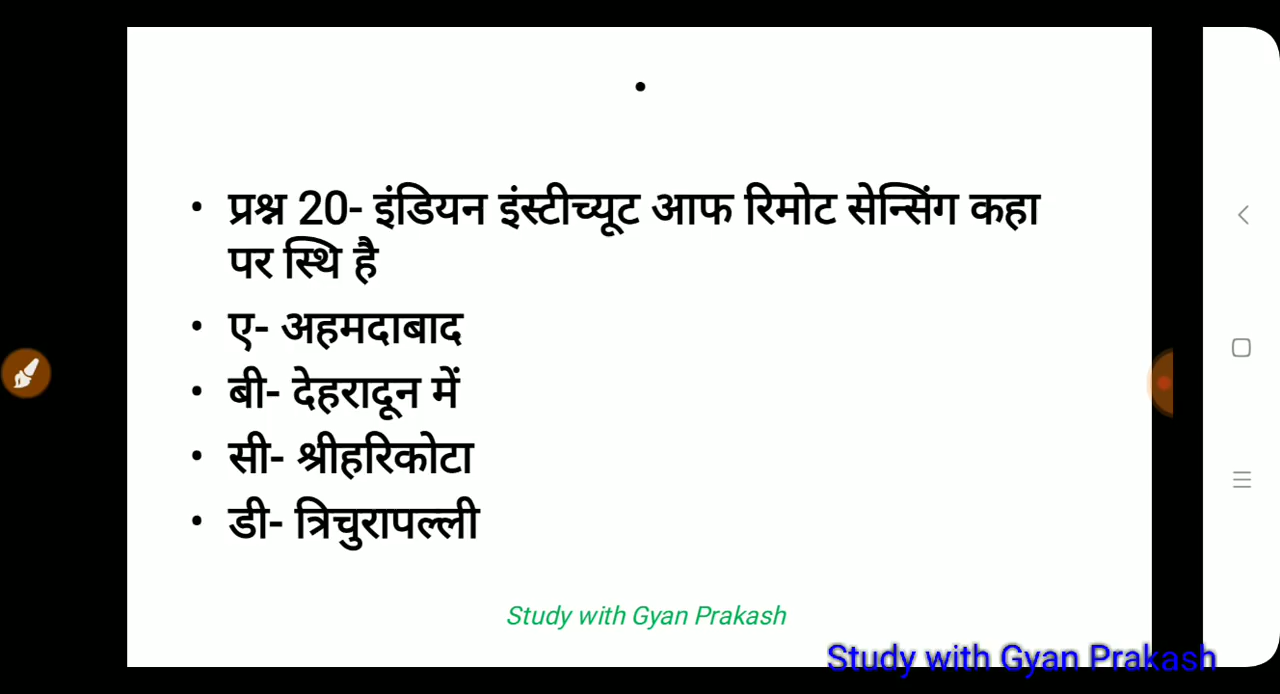 • प्रश्न 20- इंडियन इंस्टीच्यूट आफ रिमोट सेन्सिंग कहा
पर स्थि है
• ए- अहमदाबाद
• बी- देहरादून में
• सी- श्रीहरिकोटा
• डी- त्रिचुरापल्ली
Study with Gyan Prakash
Study with Gyan Prakash